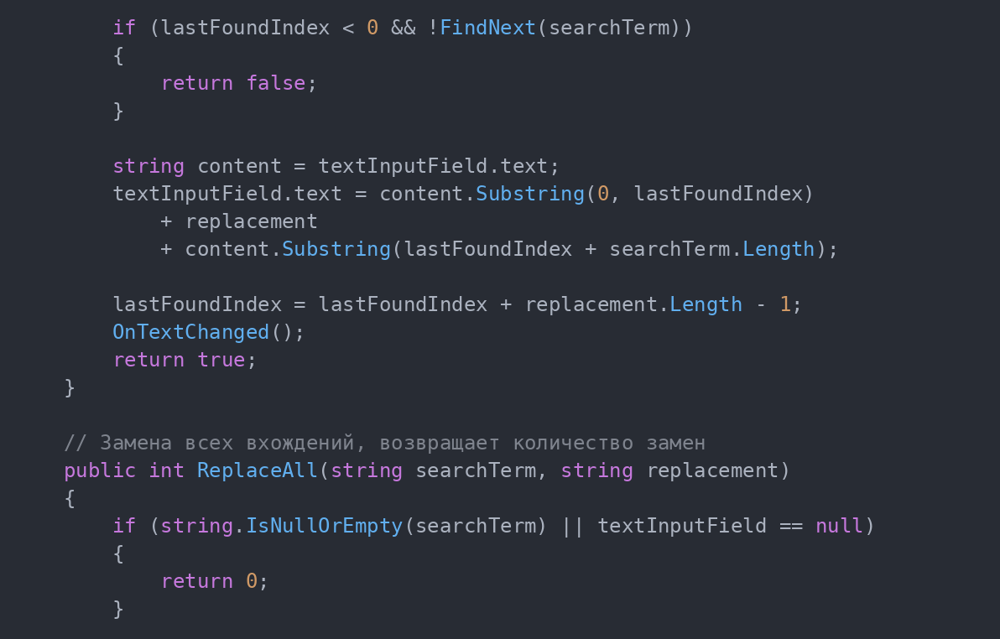 if (lastFoundIndex < 0 && !FindNext(searchTerm))
{
return false;
}
string content = textInputField.text;
textInputField.text = content.Substring(0, lastFoundIndex)
+ replacement
+ content.Substring(lastFoundIndex + searchTerm.Length);
lastFoundIndex = lastFoundIndex + replacement.Length - 1;
OnTextChanged();
return true;
}
// Замена всех вхождений, возвращает количество замен
public int ReplaceAll(string searchTerm, string replacement)
{
if (string.IsNullOrEmpty(searchTerm) || textInputField == null)
{
return 0;
}